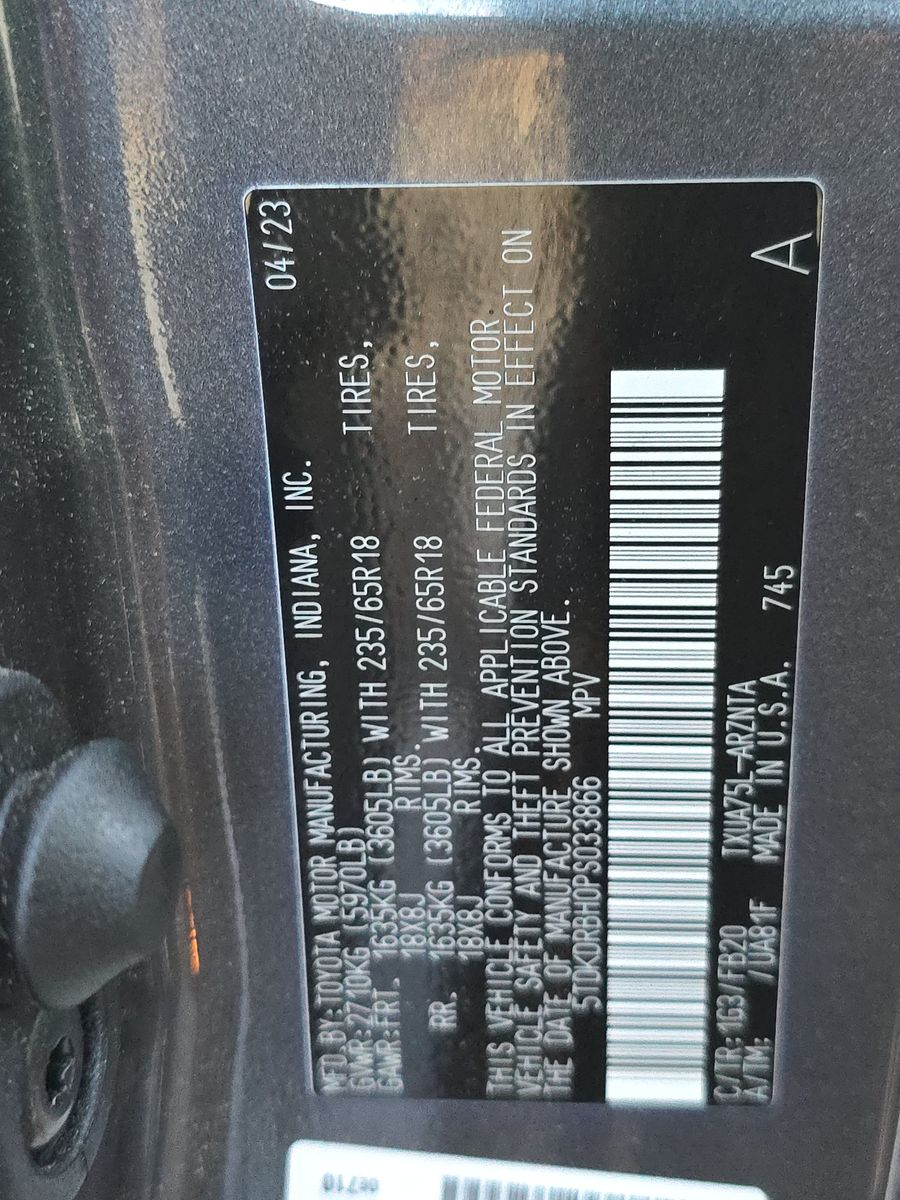 MFD BY: TOYOTA MOTOR MANUFACTURING, INDIANA, INC. 04/23
GVWR: 2710KG (5970LB)
GAWR: FRT. 1635KG (3605LB) WITH 235/65R18 TIRES,
18X8J RIMS.
RR. 1635KG (3605LB) WITH 235/65R18 TIRES,
18X8J RIMS.
THIS VEHICLE CONFORMS TO ALL APPLICABLE FEDERAL MOTOR
VEHICLE SAFETY AND THEFT PREVENTION STANDARDS IN EFFECT ON
THE DATE OF MANUFACTURE SHOWN ABOVE.
5TDKDRBH0PS033866 MPV
C/TR: 1G3/FB20 TXUA75L-ARZNTA
A/TM: /UA81F MADE IN U.S.A. 745 A
0E710